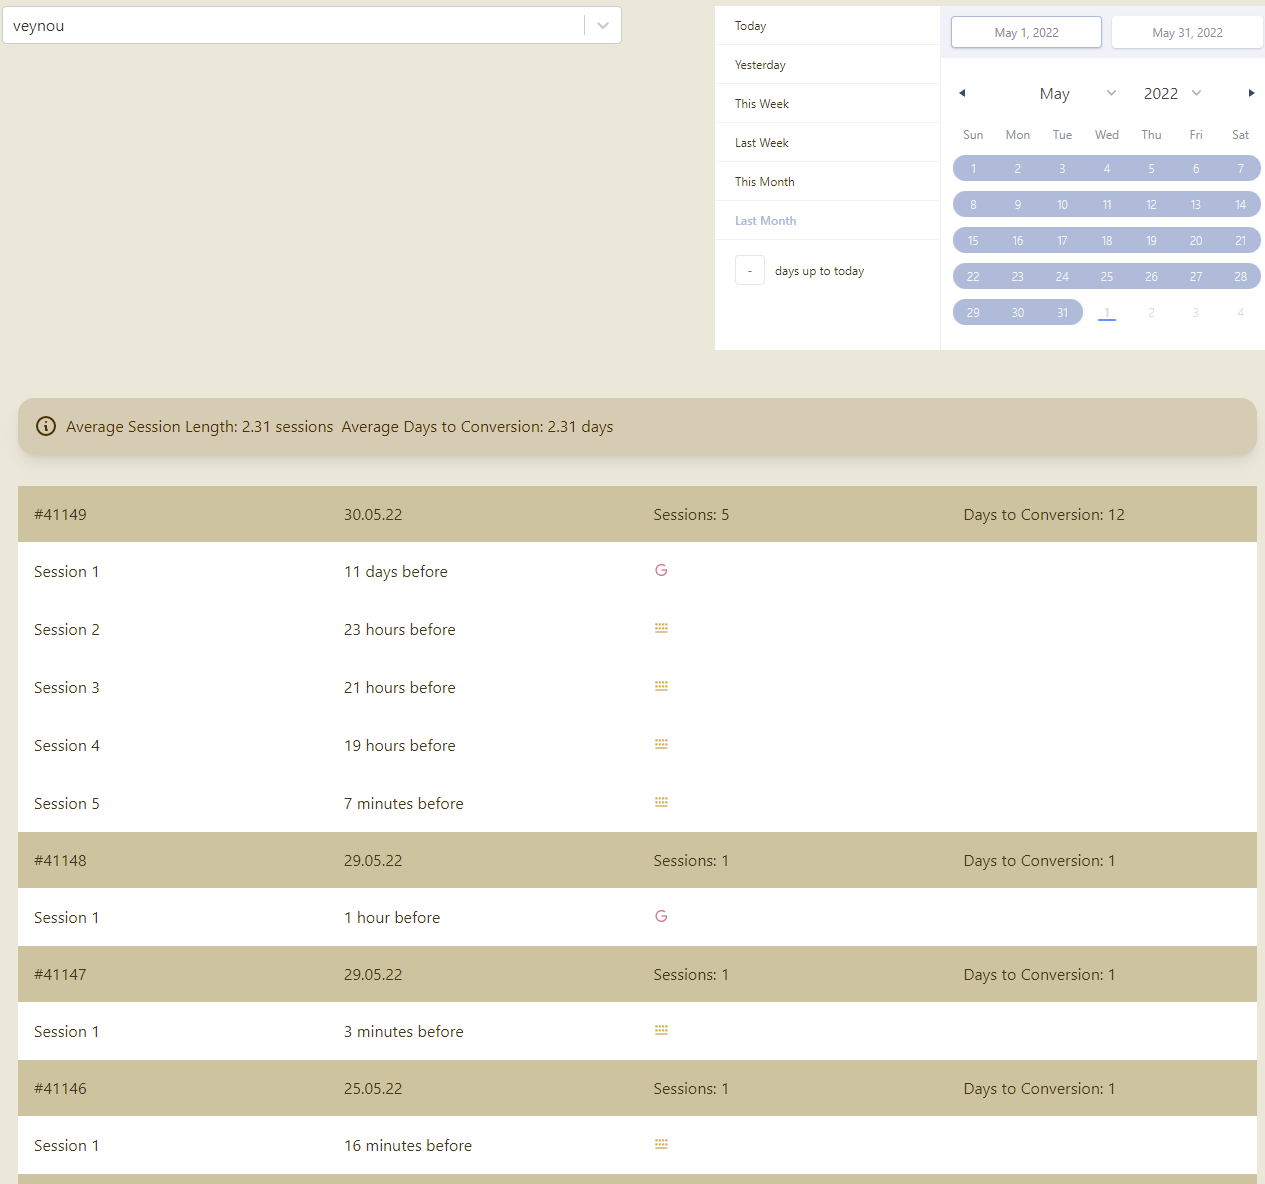 veynou
Today
Yesterday
This Week
Last Week
This Month
Last Month
- days up to today
May 1, 2022 May 31, 2022
May 2022
Sun Mon Tue Wed Thu Fri Sat
1 2 3 4 5 6 7
8 9 10 11 12 13 14
15 16 17 18 19 20 21
22 23 24 25 26 27 28
29 30 31 1 2 3 4
Average Session Length: 2.31 sessions Average Days to Conversion: 2.31 days
#41149 30.05.22 Sessions: 5 Days to Conversion: 12
Session 1 11 days before G
Session 2 23 hours before
Session 3 21 hours before
Session 4 19 hours before
Session 5 7 minutes before
#41148 29.05.22 Sessions: 1 Days to Conversion: 1
Session 1 1 hour before G
#41147 29.05.22 Sessions: 1 Days to Conversion: 1
Session 1 3 minutes before
#41146 25.05.22 Sessions: 1 Days to Conversion: 1
Session 1 16 minutes before